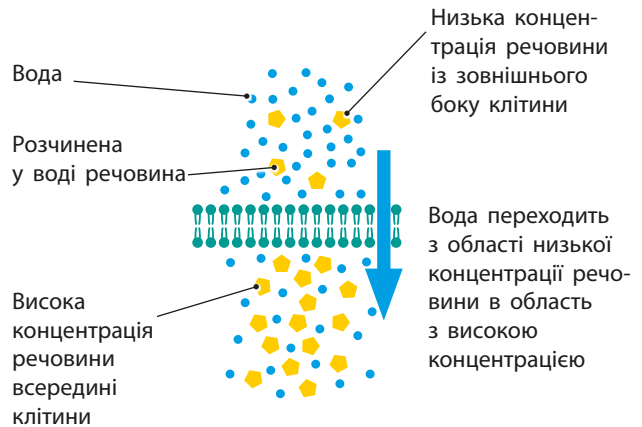 Вода
Розчинена
у воді речовина
Висока
концентрація
речовини
всередині
клітини
Низька концен-
трація речовини
із зовнішнього
боку клітини
Вода переходить
з області низької
концентрації речо-
вини в область
з високою
концентрацією